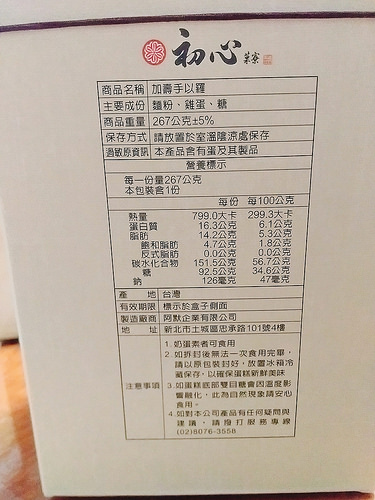 初心 菓寮
商品名稱 加壽手以羅
主要成份 麵粉、雞蛋、糖
商品重量 267公克±5%
保存方式 請放置於室溫陰涼處保存
過敏原資訊 本產品含有蛋及其製品
營養標示
每一份量267公克
本包裝含1份
每份 每100公克
熱量 799.0大卡 299.3大卡
蛋白質 16.3公克 6.1公克
脂肪 14.2公克 5.3公克
飽和脂肪 4.7公克 1.8公克
反式脂肪 0.0公克 0.0公克
碳水化合物 151.5公克 56.7公克
糖 92.5公克 34.6公克
鈉 126毫克 47毫克
產 地 台灣
有效期限 標示於盒子側面
製造廠商 阿默企業有限公司
地 址 新北市土城區忠承路101號4樓
注意事項
1. 奶蛋素者可食用
2. 如拆封後無法一次食用完畢，
請以原包裝封好，放置冰箱冷
藏保存，以確保蛋糕新鮮美味
3. 如蛋糕底部雙目糖會因溫度影
響融化，此為自然現象請安心
食用。
4. 如對本公司產品有任何疑問與
建議，請撥打服務專線
(02)8076-3558